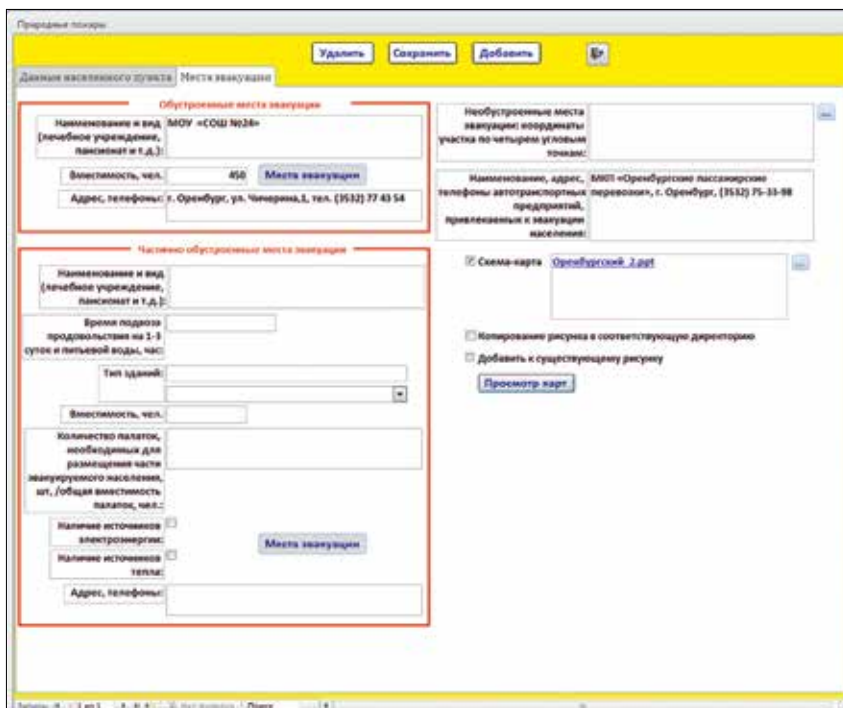 Природные пожары
Удалить
Сохранить
Добавить
Данные населенного пункта
Места эвакуации
Обустроенные места эвакуации
Наименование и вид
(лечебное учреждение,
пансионат и т.д.):
МОУ «СОШ №24»
Вместимость, чел.
450
Места эвакуации
Адрес, телефоны:
г. Оренбург, ул. Чичерина,1, тел. (3532) 77 43 54
Частично обустроенные места эвакуации
Наименование и вид
(лечебное учреждение,
пансионат и т.д.):
Время подвоза
продовольствия на 1-3
суток и питьевой воды, час:
Тип зданий:
Вместимость, чел.
Количество палаток,
необходимых для
размещения части
эвакуируемого населения,
шт, /общая вместимость
палаток, чел.:
Наличие источников
электроэнергии:
Наличие источников
тепла:
Места эвакуации
Адрес, телефоны:
Необустроенные места
эвакуации: координаты
участка по четырем угловым
точкам:
...
Наименование, адрес,
телефоны автотранспортных
предприятий,
привлекаемых к эвакуации
населения:
МКП «Оренбургские пассажирские
перевозки», г. Оренбург, (3532) 75-33-98
Схема-карта
Оренбургский_2.ppt
...
Копирование рисунка в соответствующую директорию
Добавить к существующему рисунку
Просмотр карт
1 из 1
Поиск